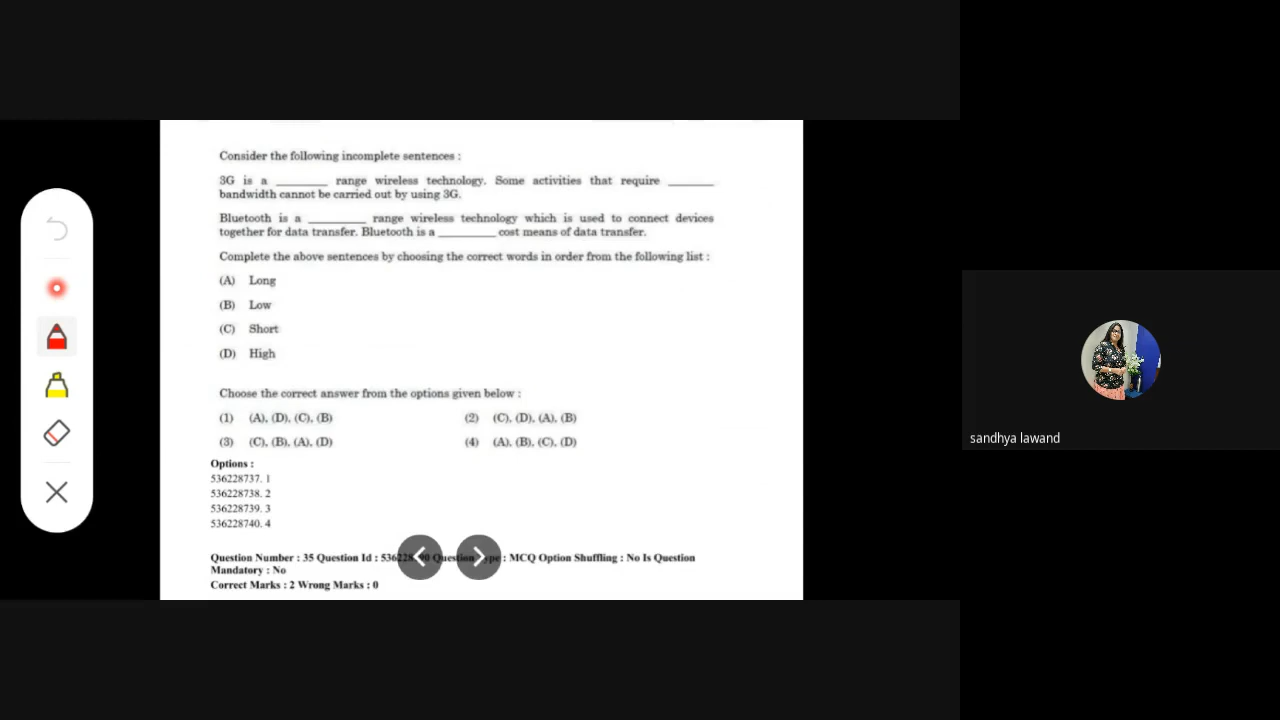 Consider the following incomplete sentences :
3G is a _______ range wireless technology. Some activities that require ______
bandwidth cannot be carried out by using 3G.
Bluetooth is a ________ range wireless technology which is used to connect devices
together for data transfer. Bluetooth is a ________ cost means of data transfer.
Complete the above sentences by choosing the correct words in order from the following list :
(A) Long
(B) Low
(C) Short
(D) High
Choose the correct answer from the options given below :
(1) (A), (D), (C), (B) (2) (C), (D), (A), (B)
(3) (C), (B), (A), (D) (4) (A), (B), (C), (D)
Options :
536228737. 1
536228738. 2
536228739. 3
536228740. 4
Question Number : 35 Question Id : : MCQ Option Shuffling : No Is Question
Mandatory : No
Correct Marks : 2 Wrong Marks : 0
sandhya lawand